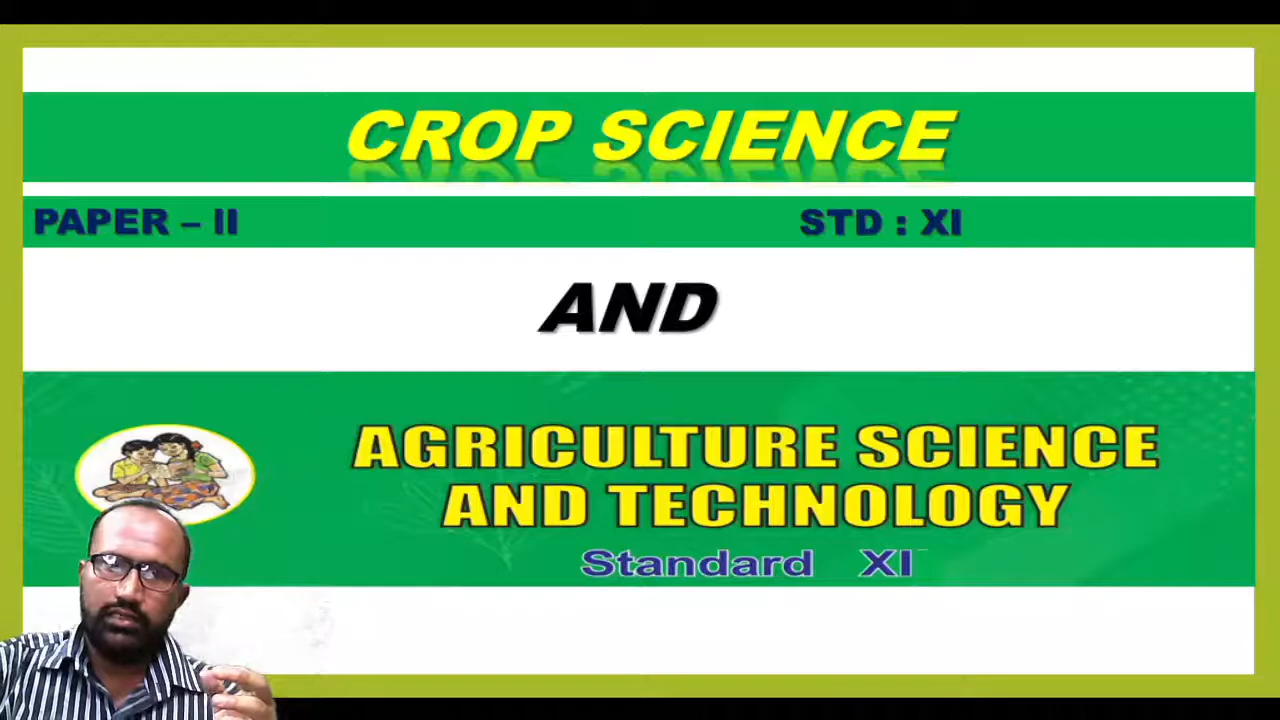 CROP SCIENCE
PAPER – II STD : XI
AND
AGRICULTURE SCIENCE
AND TECHNOLOGY
Standard XI